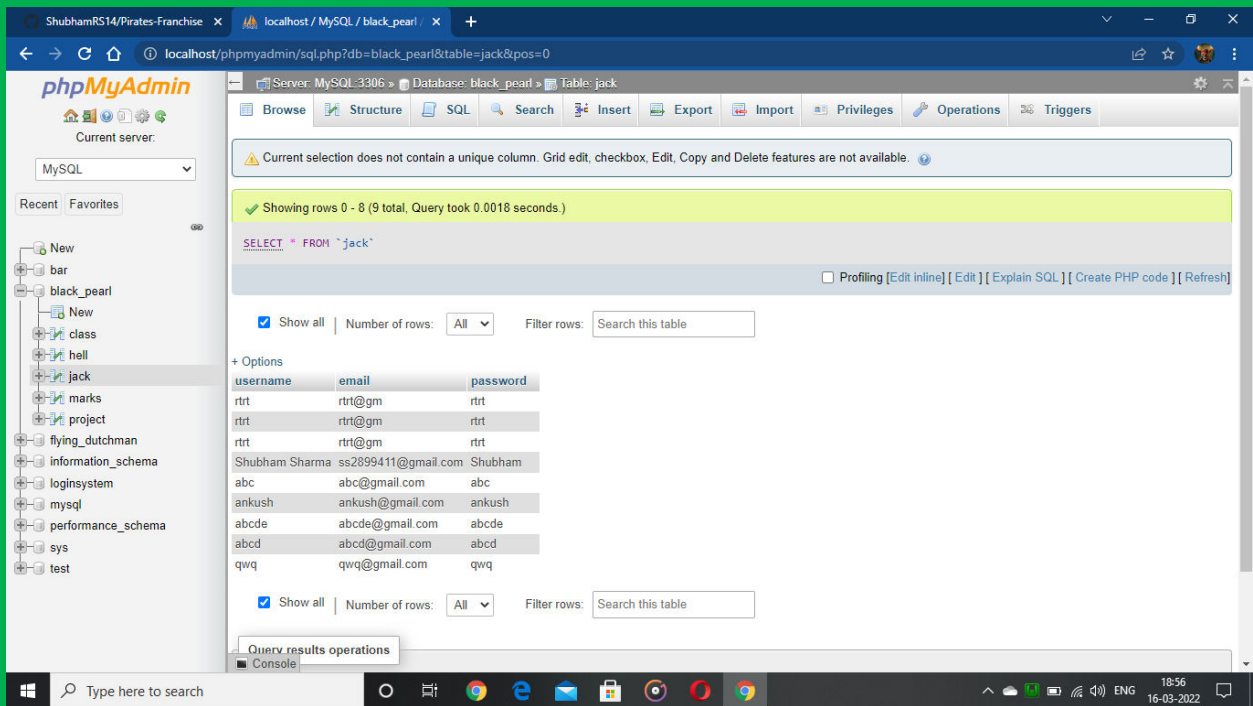 ShubhamRS14/Pirates-Franchise
localhost / MySQL / black_pearl /
localhost/phpmyadmin/sql.php?db=black_pearl&table=jack&pos=0
phpMyAdmin
Current server:
MySQL
Recent Favorites
New
bar
black_pearl
New
class
hell
jack
marks
project
flying_dutchman
information_schema
loginsystem
mysql
performance_schema
sys
test
Server: MySQL:3306 » Database: black_pearl » Table: jack
Browse Structure SQL Search Insert Export Import Privileges Operations Triggers
Current selection does not contain a unique column. Grid edit, checkbox, Edit, Copy and Delete features are not available.
Showing rows 0 - 8 (9 total, Query took 0.0018 seconds.)
SELECT * FROM `jack`
Profiling [Edit inline] [ Edit ] [ Explain SQL ] [ Create PHP code ] [ Refresh]
Show all | Number of rows: All Filter rows: Search this table
+ Options
username email password
rtrt rtrt@gm rtrt
rtrt rtrt@gm rtrt
rtrt rtrt@gm rtrt
Shubham Sharma ss2899411@gmail.com Shubham
abc abc@gmail.com abc
ankush ankush@gmail.com ankush
abcde abcde@gmail.com abcde
abcd abcd@gmail.com abcd
qwq qwq@gmail.com qwq
Show all | Number of rows: All Filter rows: Search this table
Query results operations
Console
Type here to search
ENG
18:56
16-03-2022